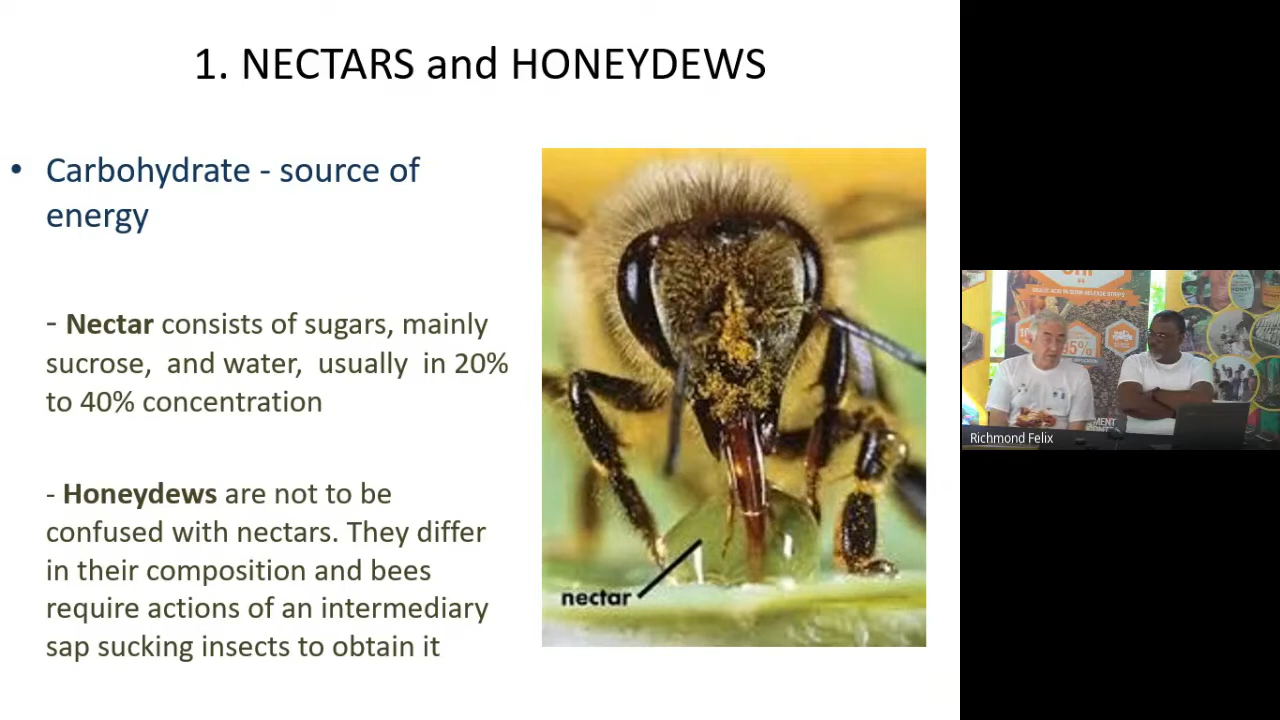 1. NECTARS and HONEYDEWS
• Carbohydrate - source of
energy
- Nectar consists of sugars, mainly
sucrose, and water, usually in 20%
to 40% concentration
- Honeydews are not to be
confused with nectars. They differ
in their composition and bees
require actions of an intermediary
sap sucking insects to obtain it
nectar
95%
HONEY
Richmond Felix